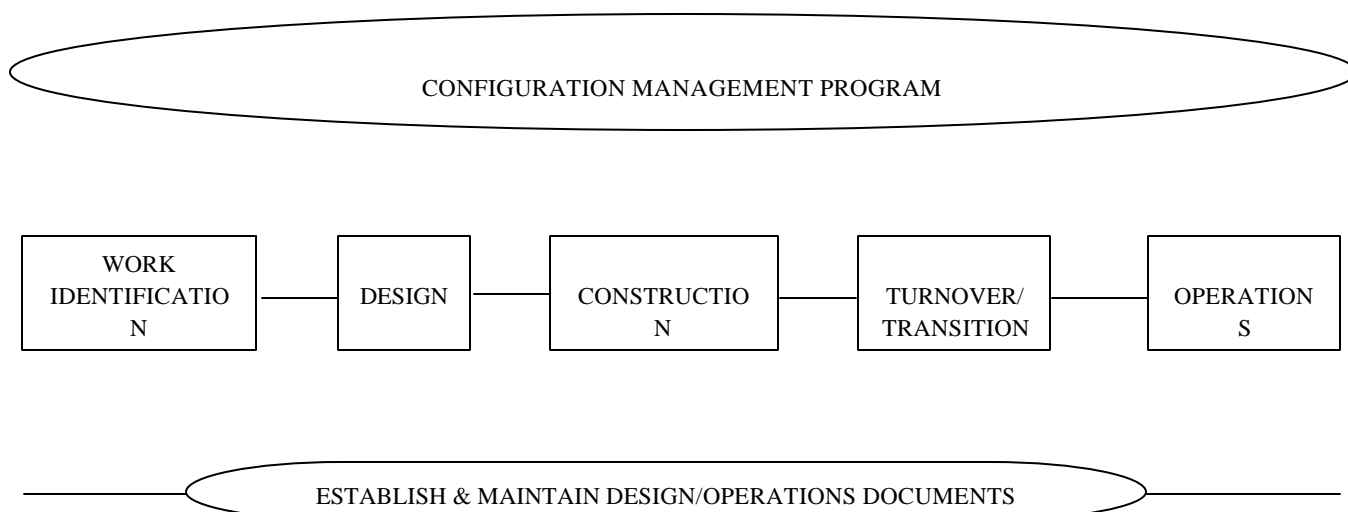 CONFIGURATION MANAGEMENT PROGRAM
WORK
IDENTIFICATIO
N
DESIGN
CONSTRUCTIO
N
TURNOVER/
TRANSITION
OPERATION
S
ESTABLISH & MAINTAIN DESIGN/OPERATIONS DOCUMENTS